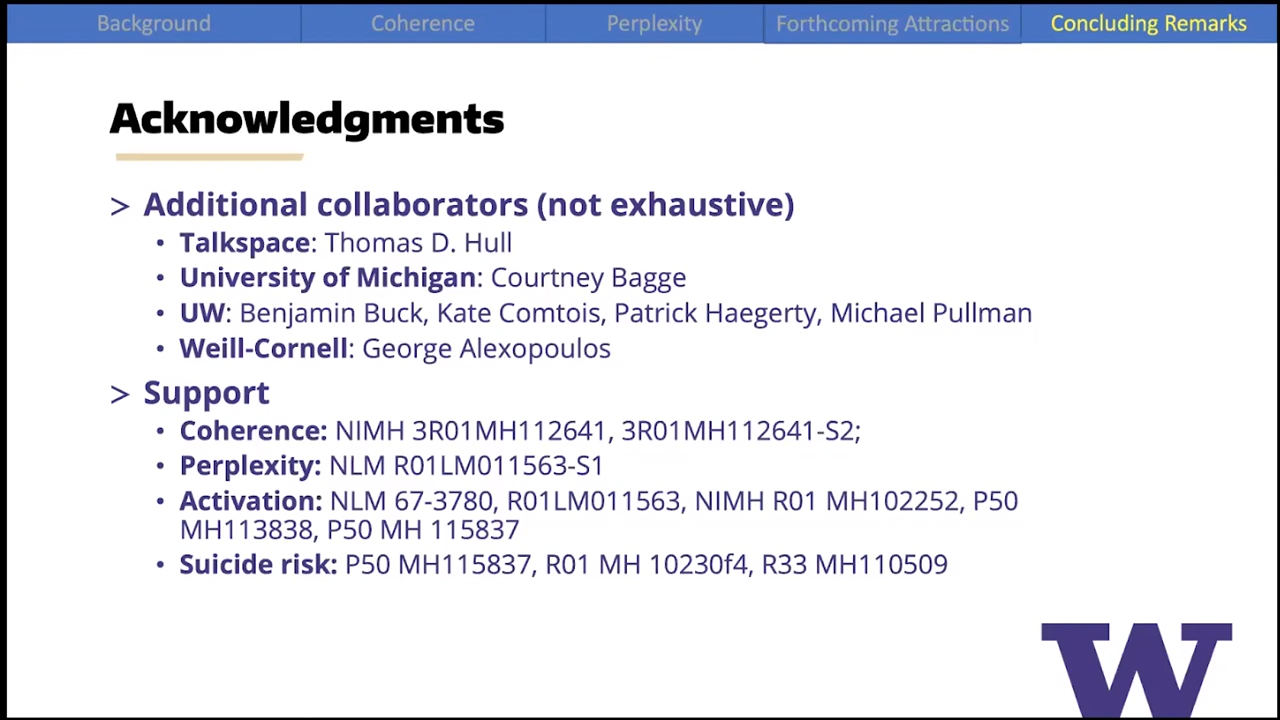 Background Coherence Perplexity Forthcoming Attractions Concluding Remarks
Acknowledgments
> Additional collaborators (not exhaustive)
• Talkspace: Thomas D. Hull
• University of Michigan: Courtney Bagge
• UW: Benjamin Buck, Kate Comtois, Patrick Haegerty, Michael Pullman
• Weill-Cornell: George Alexopoulos
> Support
• Coherence: NIMH 3R01MH112641, 3R01MH112641-S2;
• Perplexity: NLM R01LM011563-S1
• Activation: NLM 67-3780, R01LM011563, NIMH R01 MH102252, P50
MH113838, P50 MH 115837
• Suicide risk: P50 MH115837, R01 MH 10230f4, R33 MH110509
W